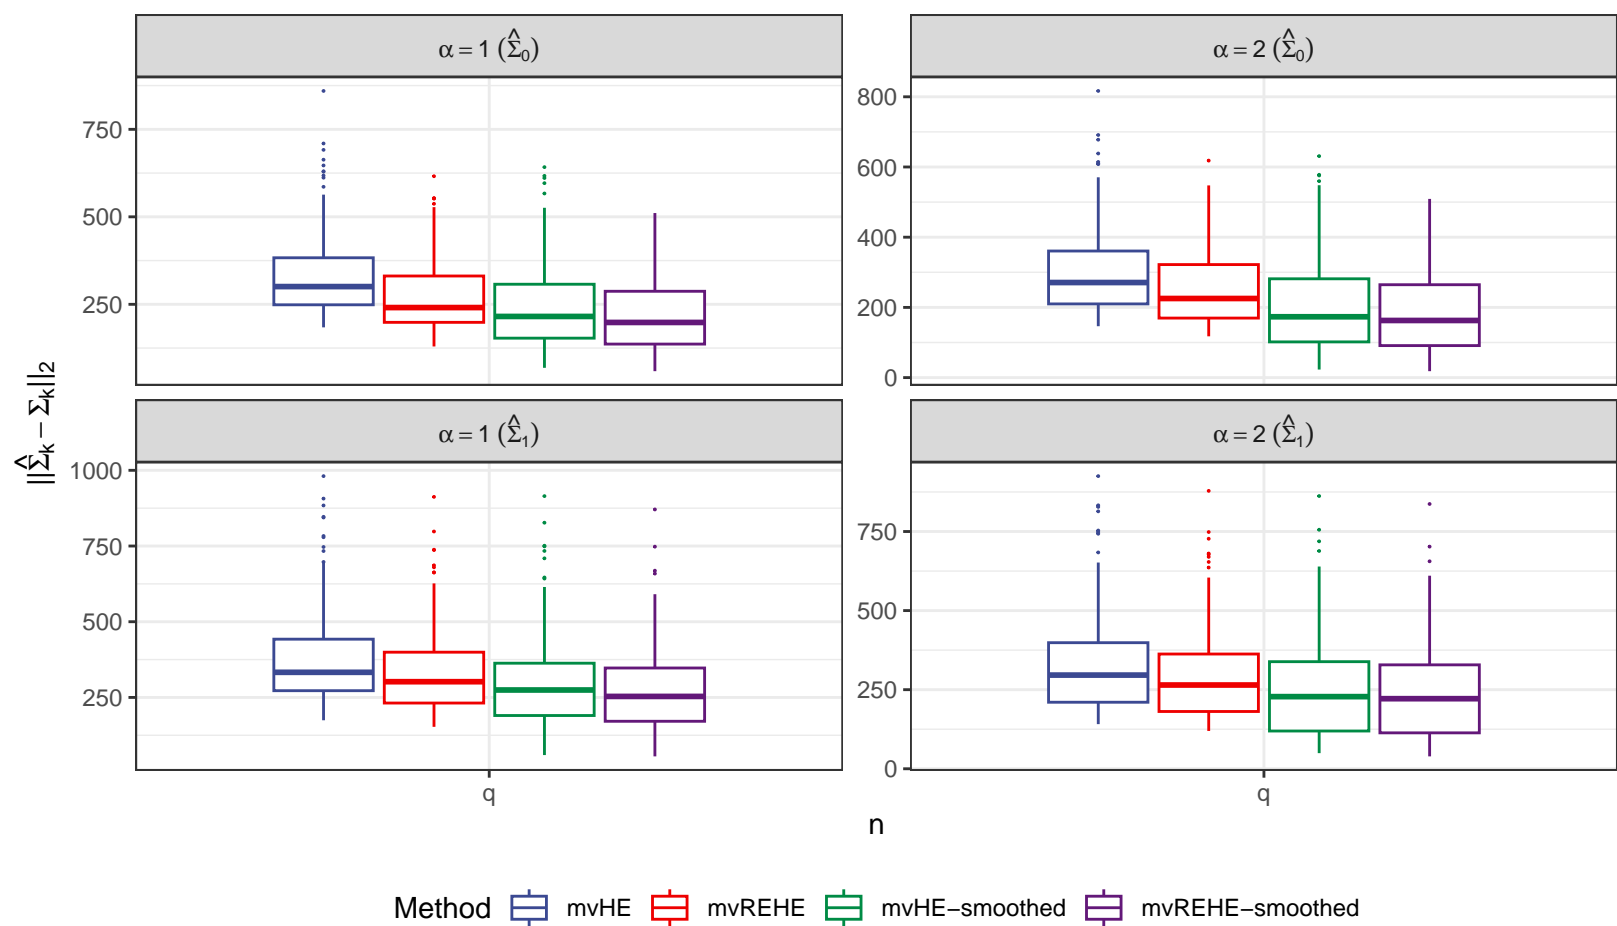 α = 1 (Σ̂₀)
α = 2 (Σ̂₀)
750
500
250
800
600
400
200
0
||Σ̂ₖ − Σₖ||₂
α = 1 (Σ̂₁)
α = 2 (Σ̂₁)
1000
750
500
250
750
500
250
0
q
q
n
Method mvHE mvREHE mvHE−smoothed mvREHE−smoothed